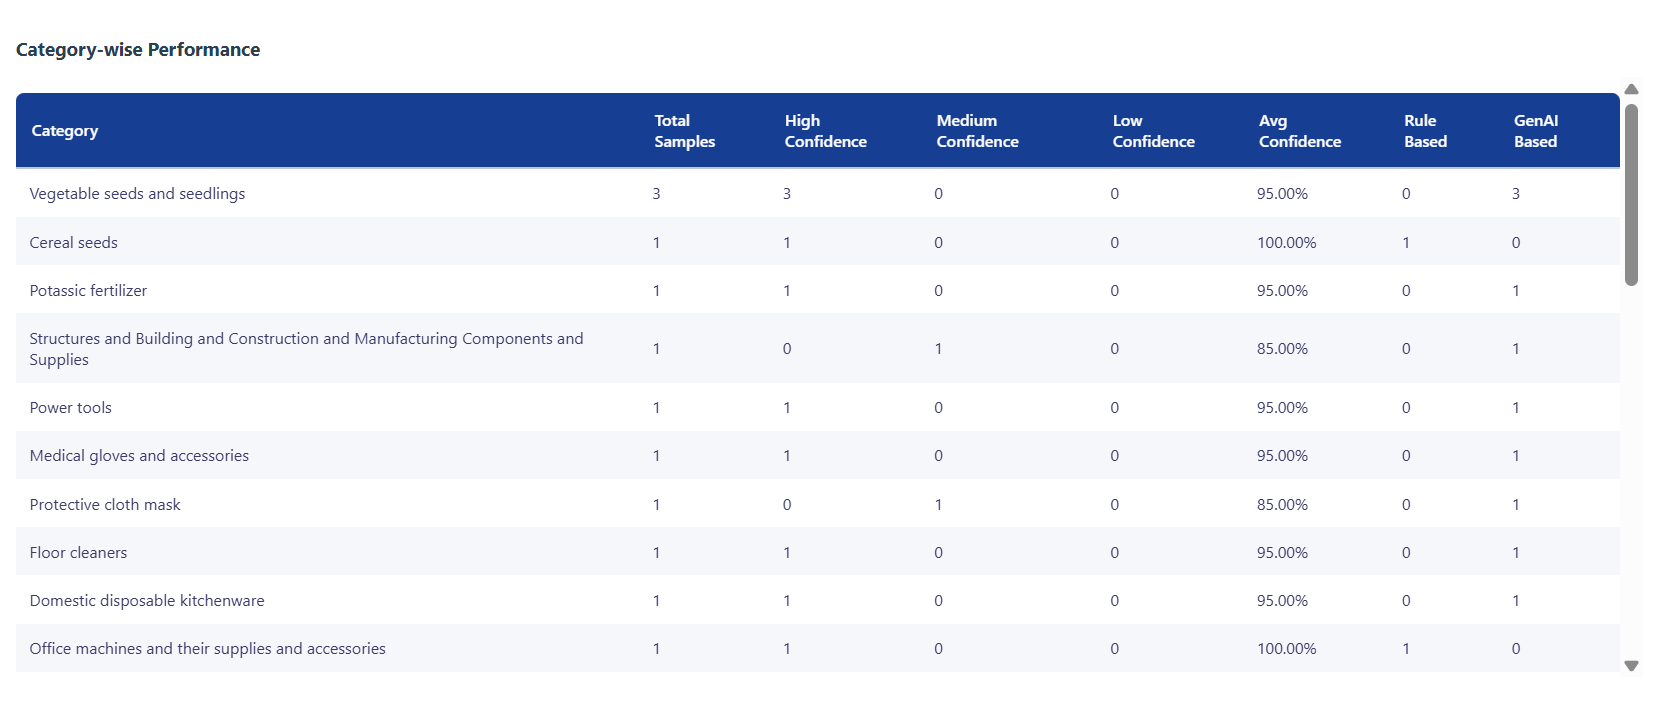 Category-wise Performance
Category Total Samples High Confidence Medium Confidence Low Confidence Avg Confidence Rule Based GenAI Based
Vegetable seeds and seedlings 3 3 0 0 95.00% 0 3
Cereal seeds 1 1 0 0 100.00% 1 0
Potassic fertilizer 1 1 0 0 95.00% 0 1
Structures and Building and Construction and Manufacturing Components and
Supplies 1 0 1 0 85.00% 0 1
Power tools 1 1 0 0 95.00% 0 1
Medical gloves and accessories 1 1 0 0 95.00% 0 1
Protective cloth mask 1 0 1 0 85.00% 0 1
Floor cleaners 1 1 0 0 95.00% 0 1
Domestic disposable kitchenware 1 1 0 0 95.00% 0 1
Office machines and their supplies and accessories 1 1 0 0 100.00% 1 0